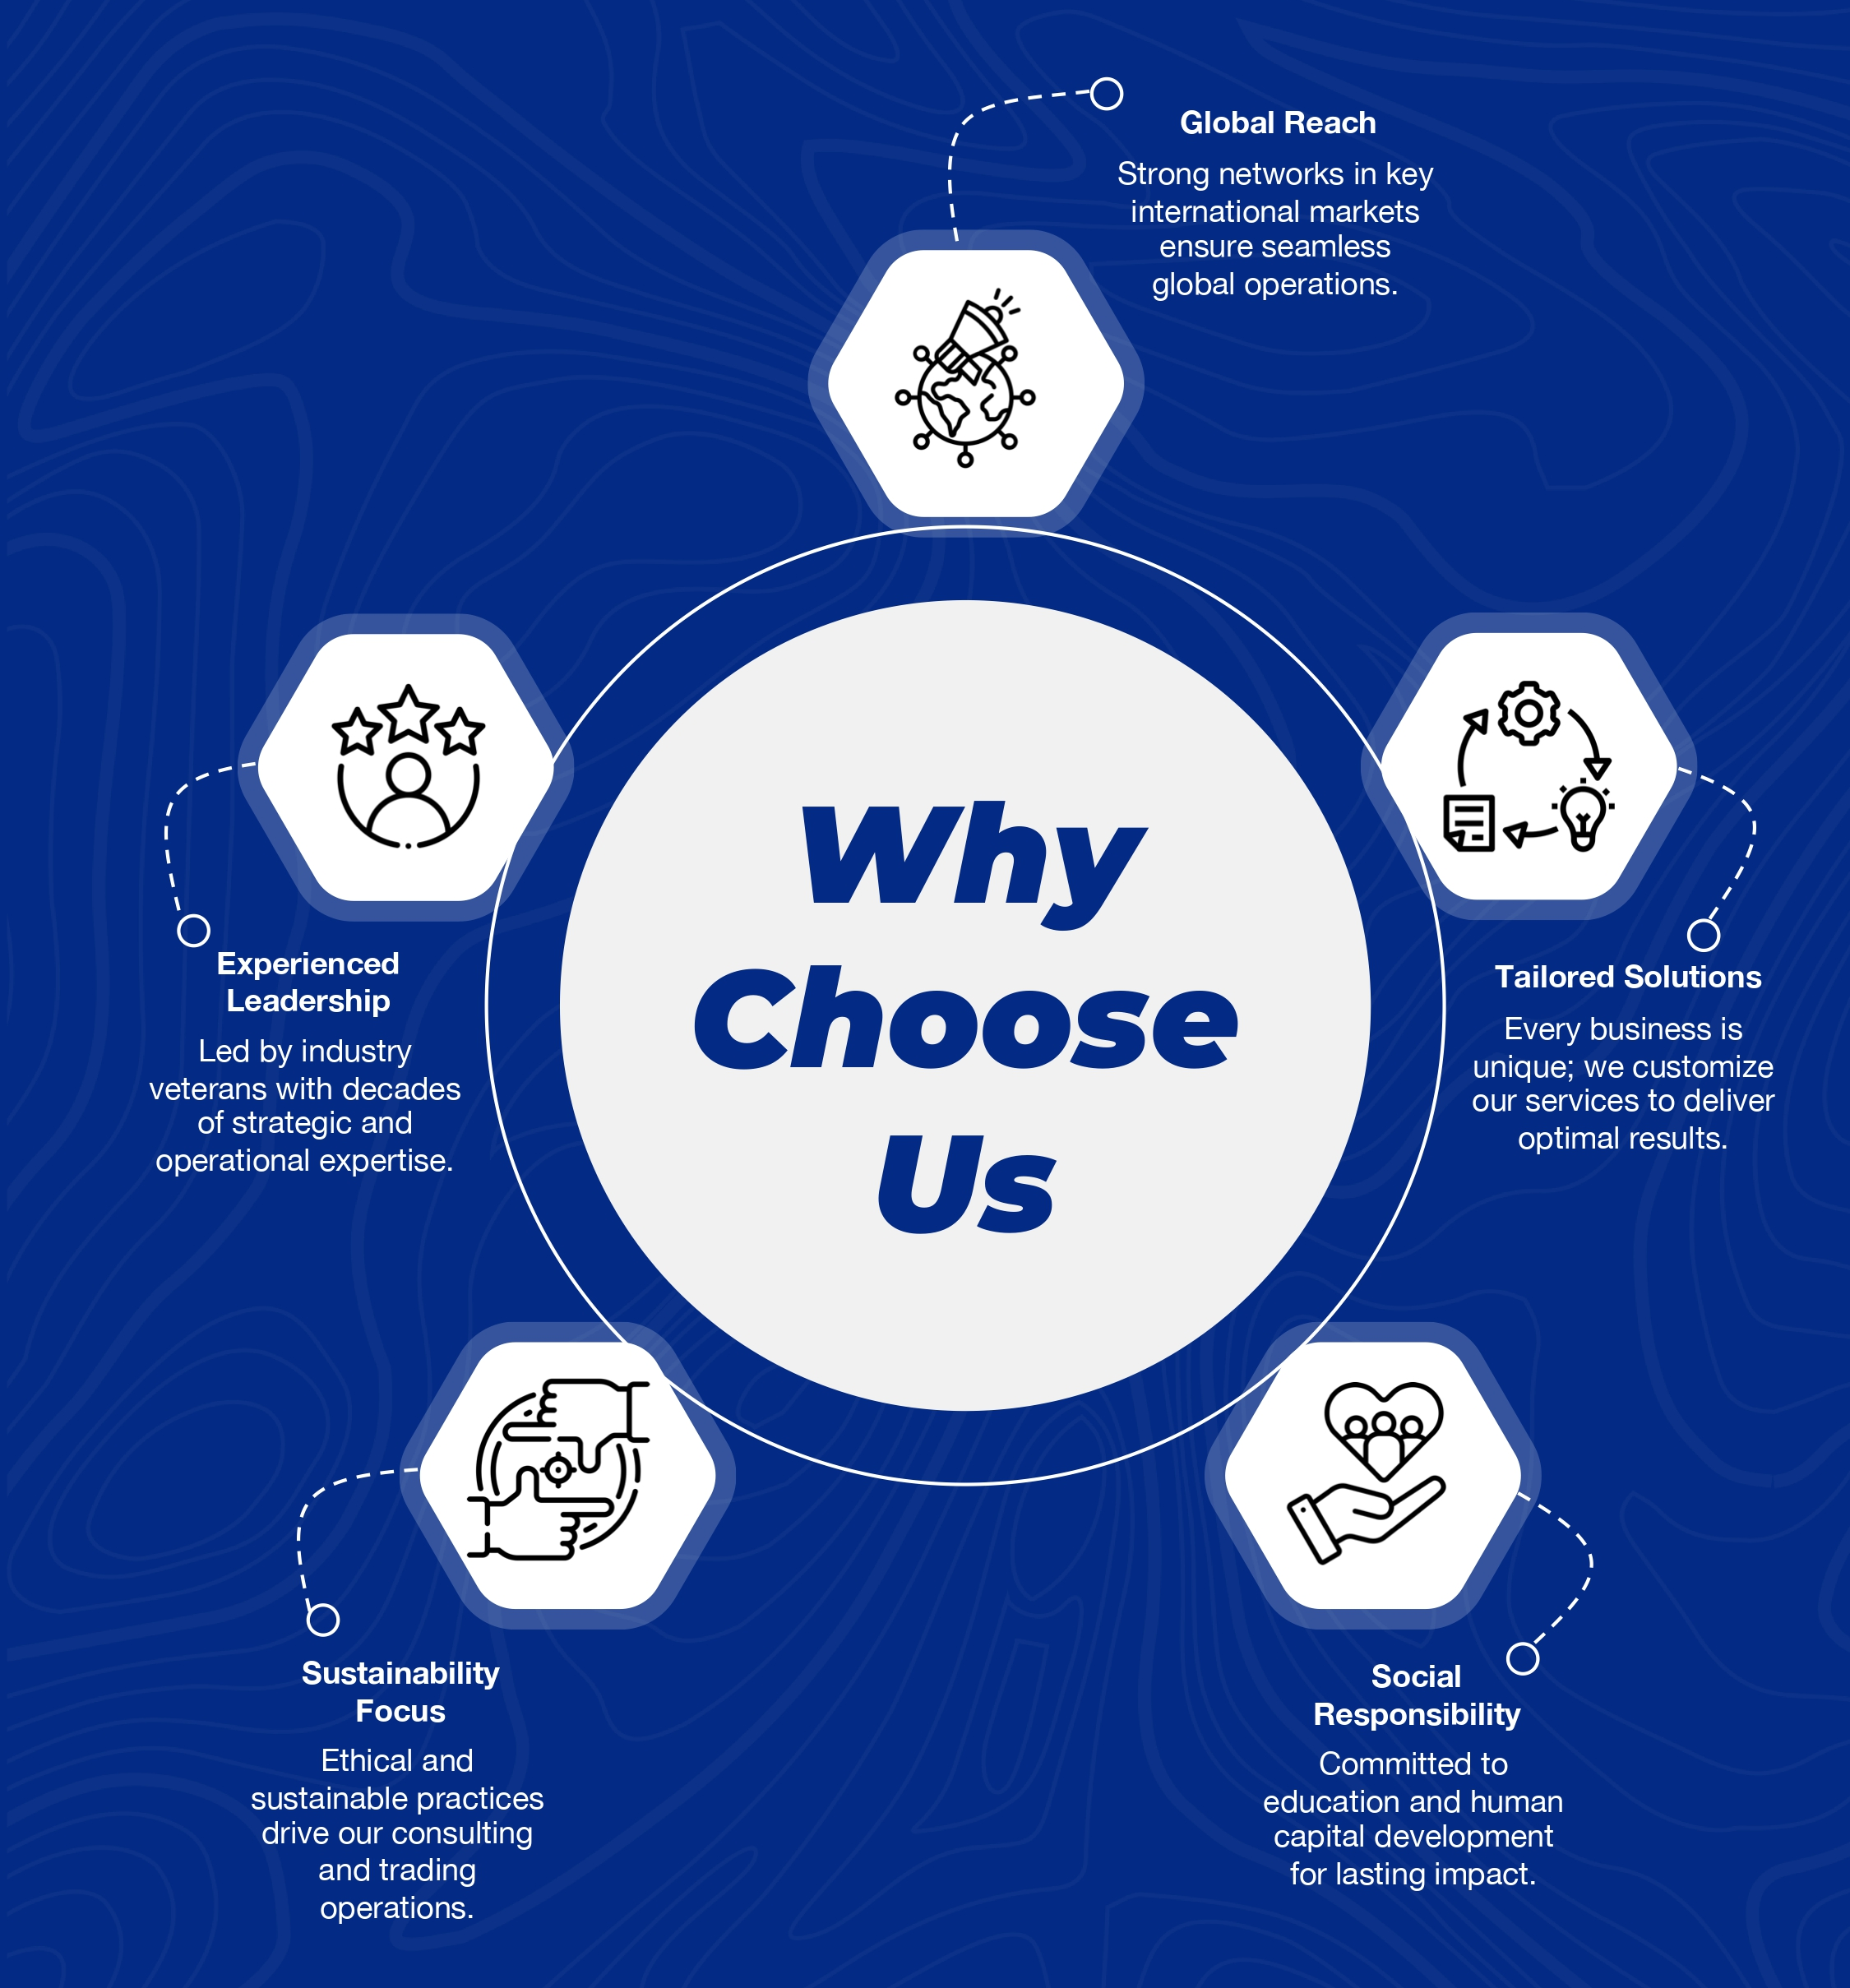 Global Reach
Strong networks in key
international markets
ensure seamless
global operations.
Why
Choose
Us
Experienced
Leadership
Led by industry
veterans with decades
of strategic and
operational expertise.
Tailored Solutions
Every business is
unique; we customize
our services to deliver
optimal results.
Sustainability
Focus
Ethical and
sustainable practices
drive our consulting
and trading
operations.
Social
Responsibility
Committed to
education and human
capital development
for lasting impact.